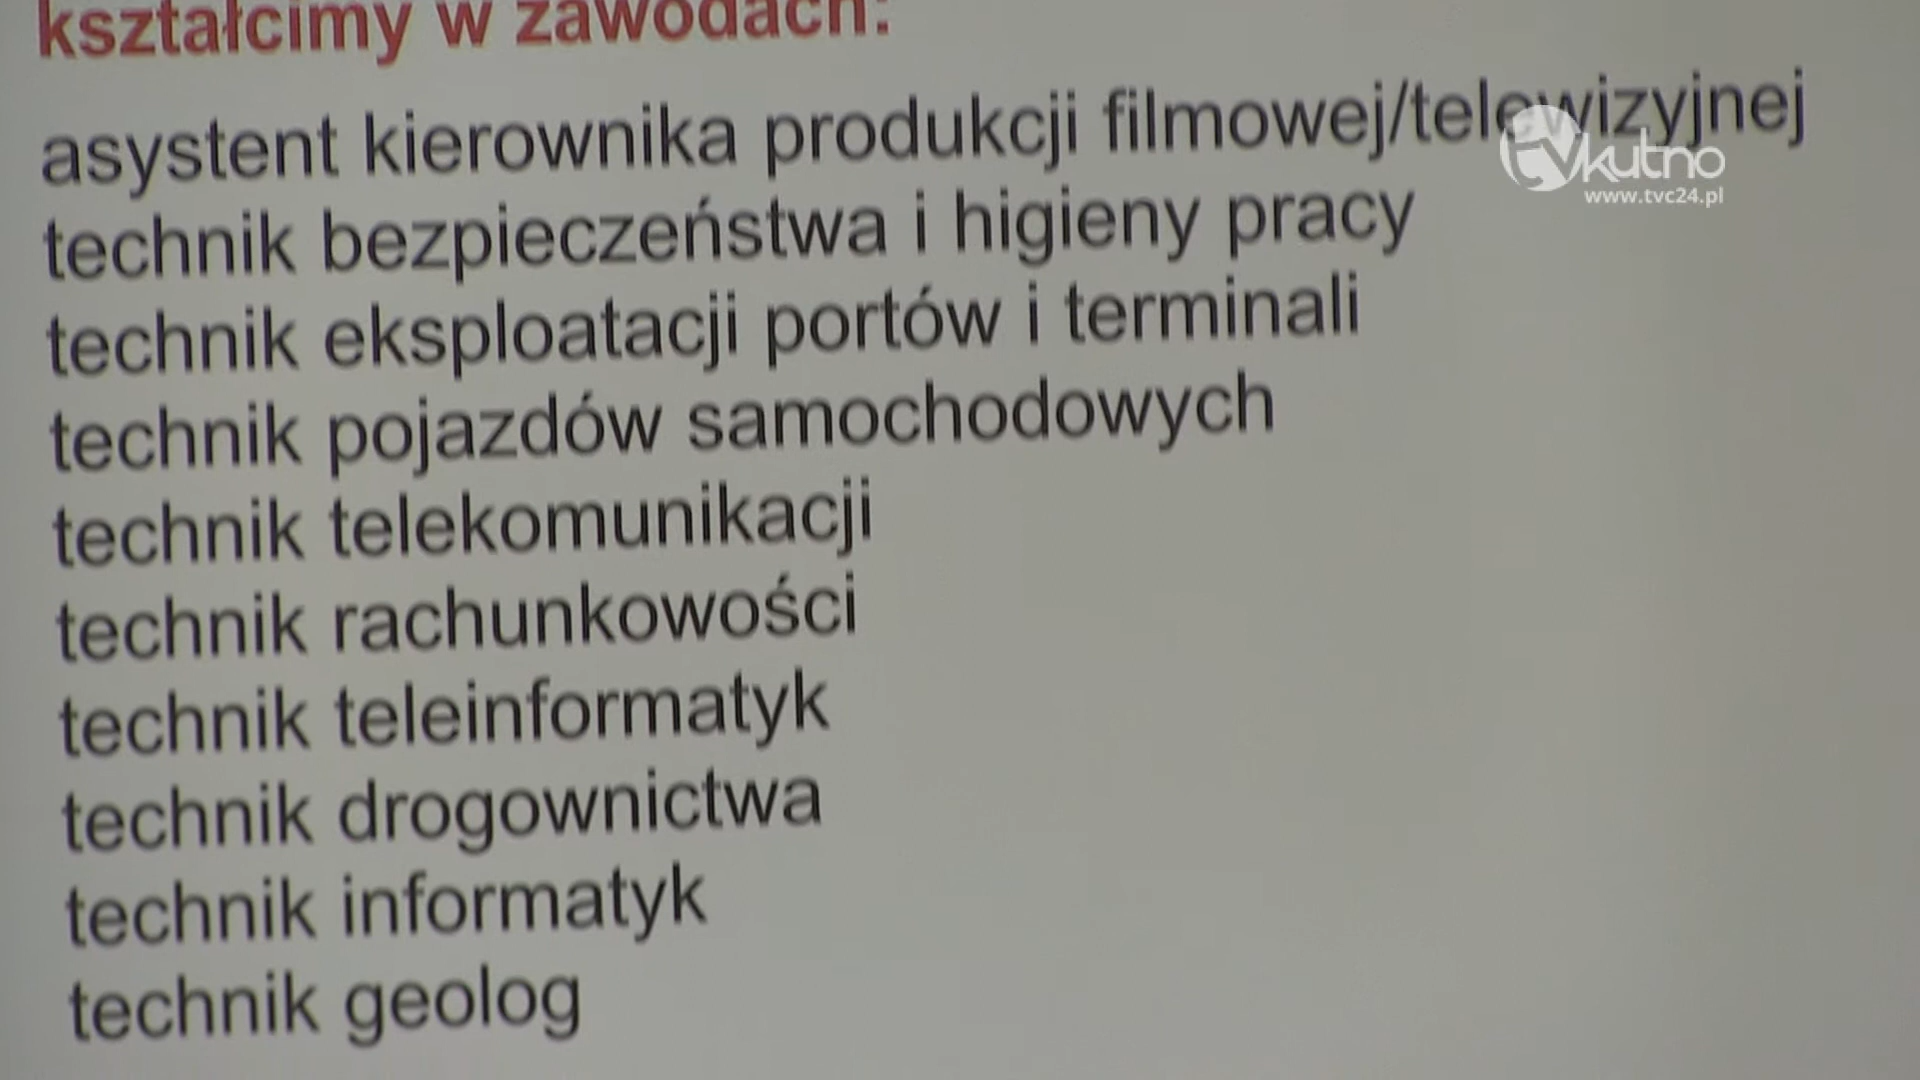 kształcimy w zawodach:
asystent kierownika produkcji filmowej/telewizyjnej
tvkutno
www.tvc24.pl
technik bezpieczeństwa i higieny pracy
technik eksploatacji portów i terminali
technik pojazdów samochodowych
technik telekomunikacji
technik rachunkowości
technik teleinformatyk
technik drogownictwa
technik informatyk
technik geolog